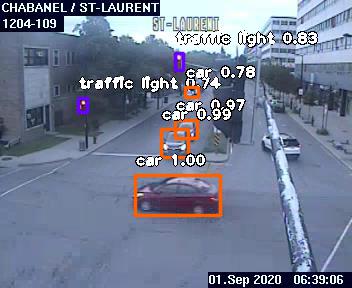 CHABANEL / ST-LAURENT
1204-109
ST-LAURENT
traffic light 0.83
car 0.78
traffic light 0.74
car 0.97
car 0.99
car 1.00
01.Sep 2020 06:39:06